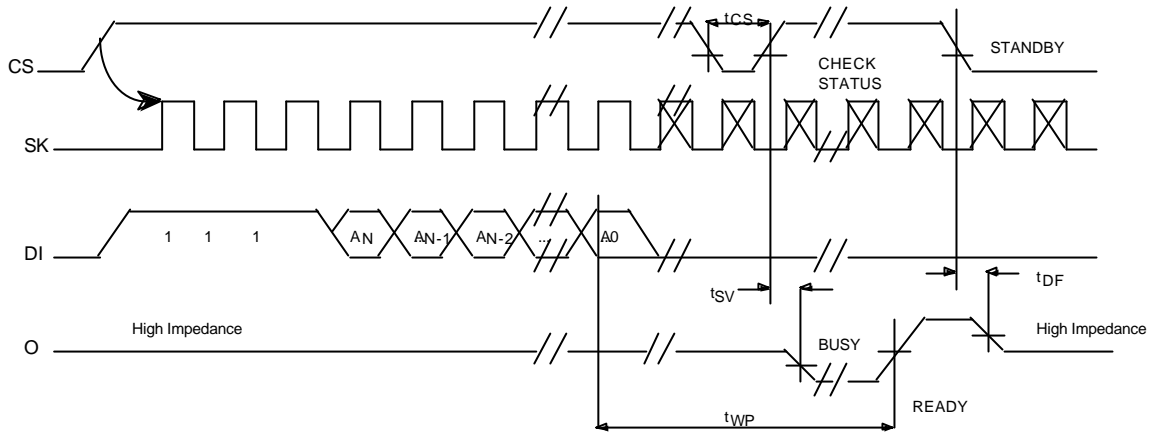 tCS
STANDBY
CS
CHECK
STATUS
SK
1 1 1 AN AN-1 AN-2 ... A0
DI
tSV
tDF
High Impedance
BUSY
High Impedance
O
READY
tWP